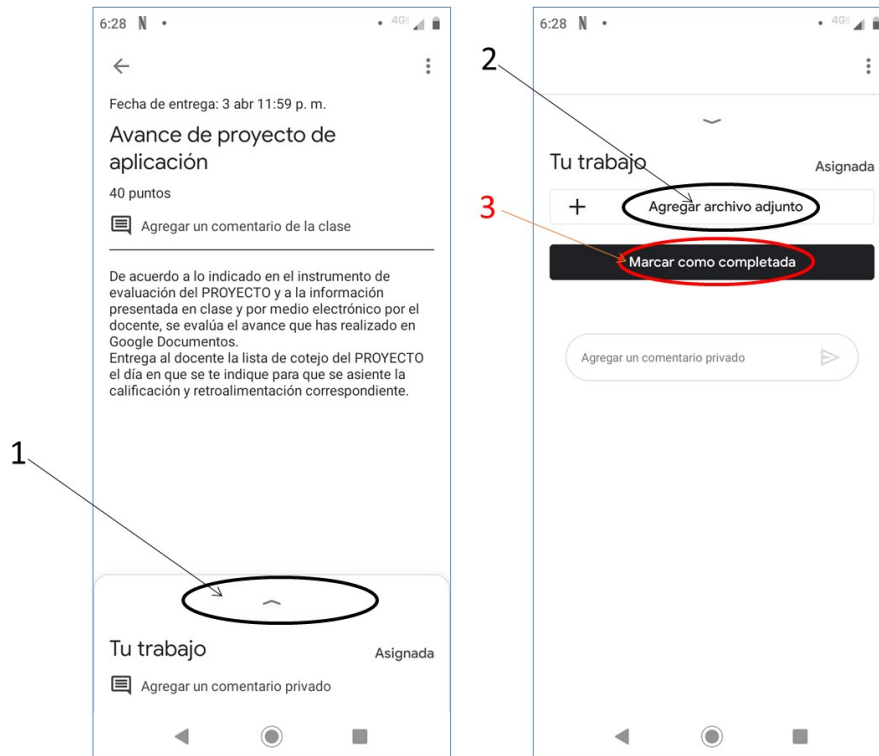 6:28 N
4G
Fecha de entrega: 3 abr 11:59 p. m.
Avance de proyecto de
aplicación
40 puntos
Agregar un comentario de la clase
De acuerdo a lo indicado en el instrumento de
evaluación del PROYECTO y a la información
presentada en clase y por medio electrónico por el
docente, se evalúa el avance que has realizado en
Google Documentos.
Entrega al docente la lista de cotejo del PROYECTO
el día en que se te indique para que se asiente la
calificación y retroalimentación correspondiente.
1
Tu trabajo
Asignada
Agregar un comentario privado
6:28 N
4G
2
Tu trabajo
Asignada
+ Agregar archivo adjunto
3
Marcar como completada
Agregar un comentario privado